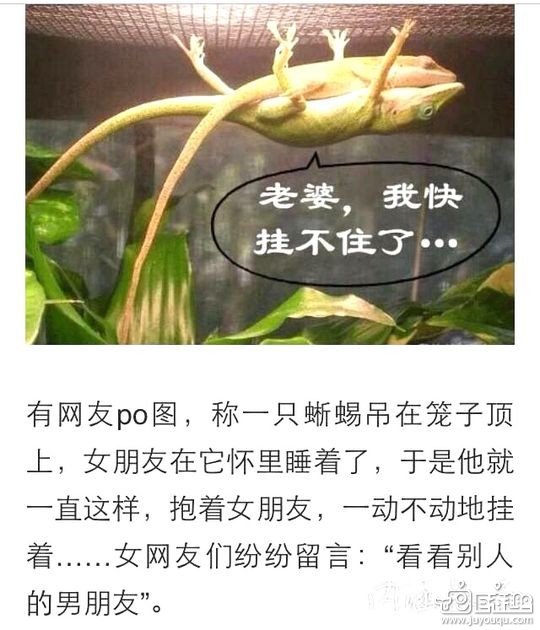 老婆，我快
挂不住了…
有网友po图，称一只蜥蜴吊在笼子顶
上，女朋友在它怀里睡着了，于是他就
一直这样，抱着女朋友，一动不动地挂
着……女网友们纷纷留言：“看看别人
的男朋友”。
www.juyouqu.com